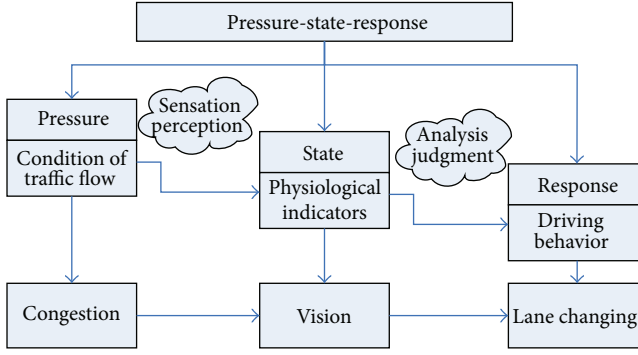 Pressure-state-response
Sensation
perception
Pressure
Condition of
traffic flow
Analysis
judgment
State
Physiological
indicators
Response
Driving
behavior
Congestion
Vision
Lane changing